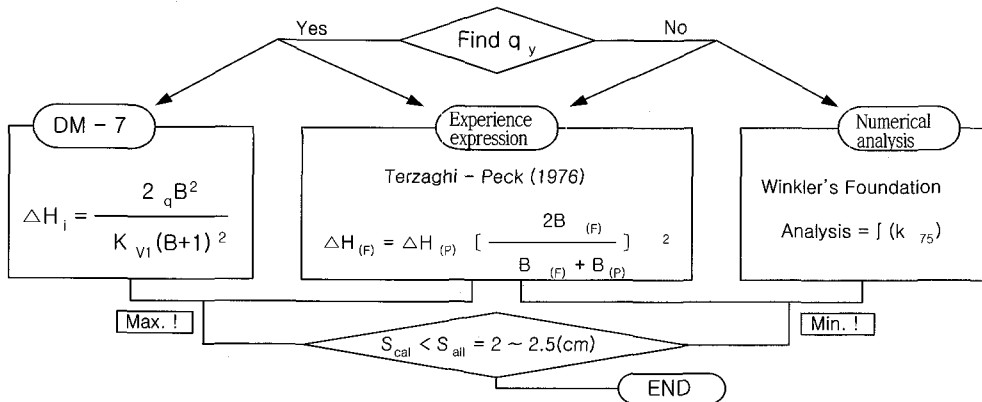 Yes
Find q y
No
DM - 7
Experience
expression
Numerical
analysis
△H i = 2 q B² / K V1 (B+1) ²
Terzaghi - Peck (1976)
△H (F) = △H (P) [ 2B (F) / B (F) + B (P) ] ²
Winkler's Foundation
Analysis = ∫ (k 75)
Max. !
Min. !
S cal < S all = 2 ~ 2.5(cm)
END